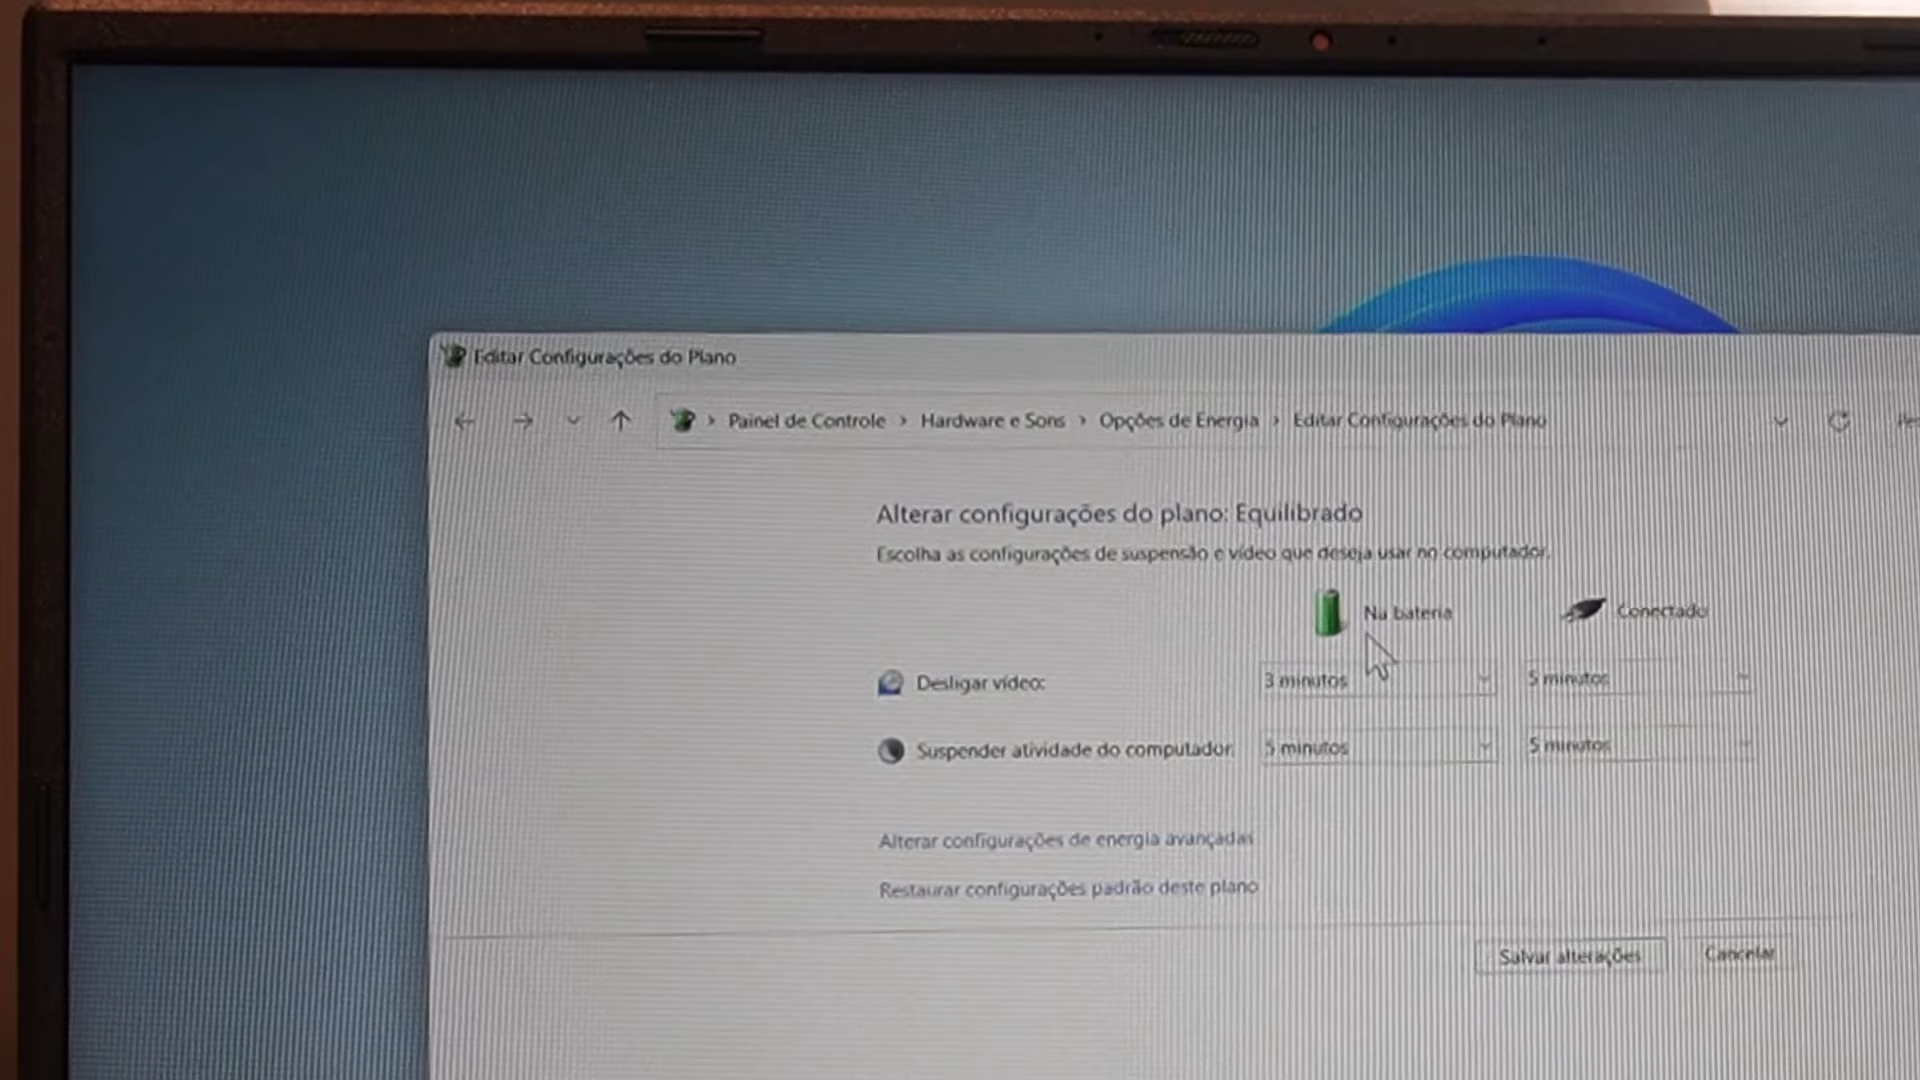 Editar Configurações do Plano
Painel de Controle > Hardware e Sons > Opções de Energia > Editar Configurações do Plano
Alterar configurações do plano: Equilibrado
Escolha as configurações de suspensão e vídeo que deseja usar no computador.
Na bateria Conectado
Desligar vídeo: 3 minutos 5 minutos
Suspender atividade do computador: 5 minutos 5 minutos
Alterar configurações de energia avançadas
Restaurar configurações padrão deste plano
Salvar alterações Cancelar